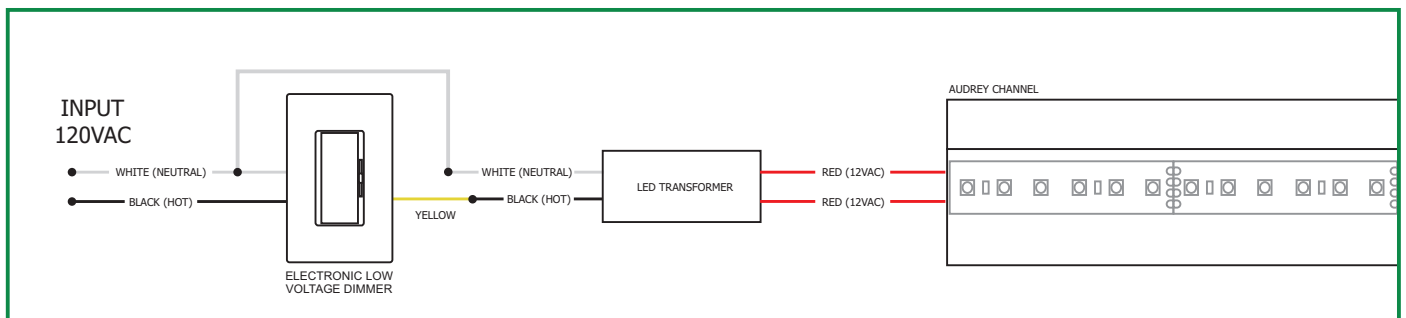 AUDREY CHANNEL
INPUT
120VAC
WHITE (NEUTRAL)
WHITE (NEUTRAL)
RED (12VAC)
LED TRANSFORMER
BLACK (HOT)
BLACK (HOT)
RED (12VAC)
YELLOW
ELECTRONIC LOW
VOLTAGE DIMMER